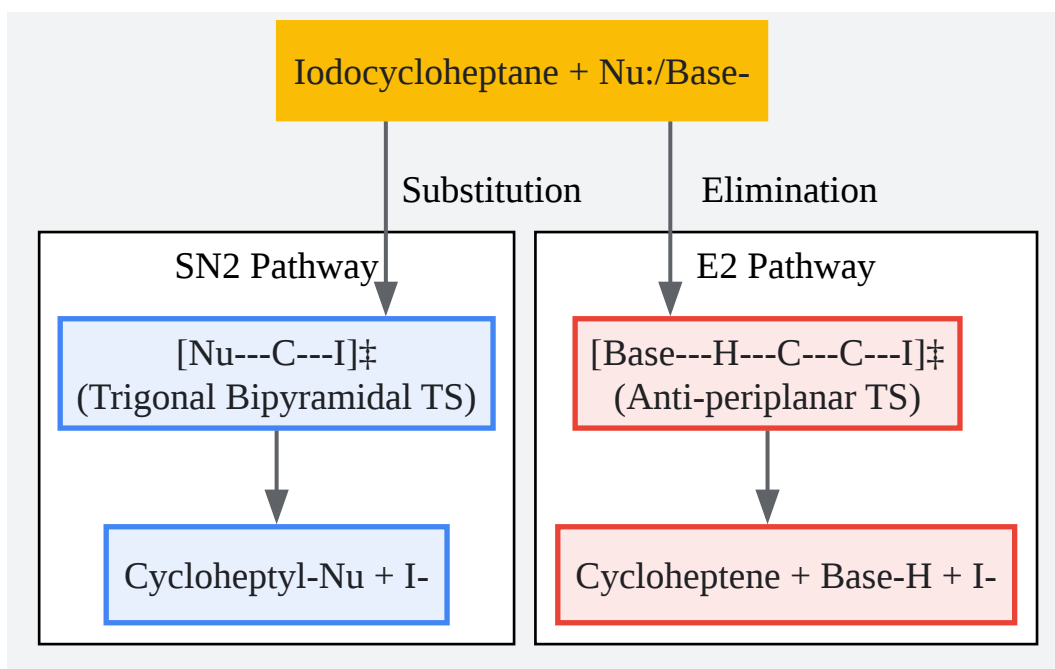 Iodocycloheptane + Nu:/Base-
Substitution
Elimination
SN2 Pathway
E2 Pathway
[Nu---C---I]‡
(Trigonal Bipyramidal TS)
[Base---H---C---C---I]‡
(Anti-periplanar TS)
Cycloheptyl-Nu + I-
Cycloheptene + Base-H + I-